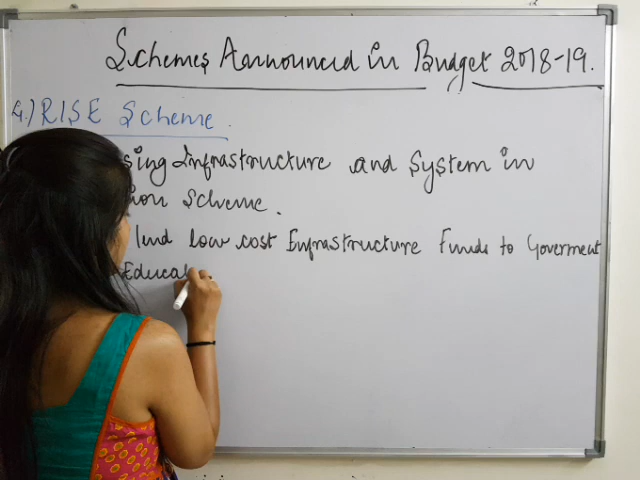 Schemes Announced in Budget 2018-19.
4.) RISE Scheme.
sing Infrastructure and System in
ion Scheme.
lend low cost Infrastructure Funds to Goverment
Educat